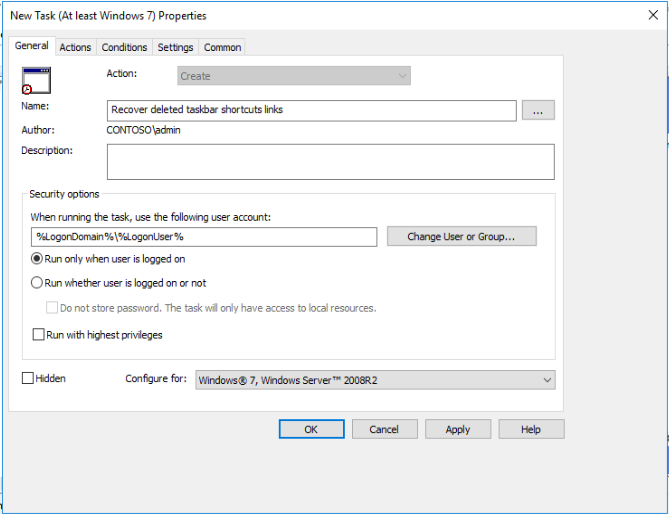 New Task (At least Windows 7) Properties
General Actions Conditions Settings Common
Action: Create
Name: Recover deleted taskbar shortcuts links ...
Author: CONTOSO\admin
Description:
Security options
When running the task, use the following user account:
%LogonDomain%\%LogonUser% Change User or Group...
Run only when user is logged on
Run whether user is logged on or not
Do not store password. The task will only have access to local resources.
Run with highest privileges
Hidden Configure for: Windows® 7, Windows Server™ 2008R2
OK Cancel Apply Help